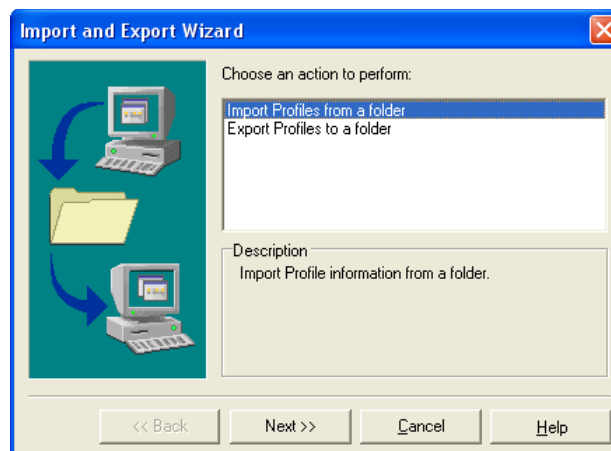 Import and Export Wizard
Choose an action to perform:
Import Profiles from a folder
Export Profiles to a folder
Description
Import Profile information from a folder.
<< Back
Next >>
Cancel
Help